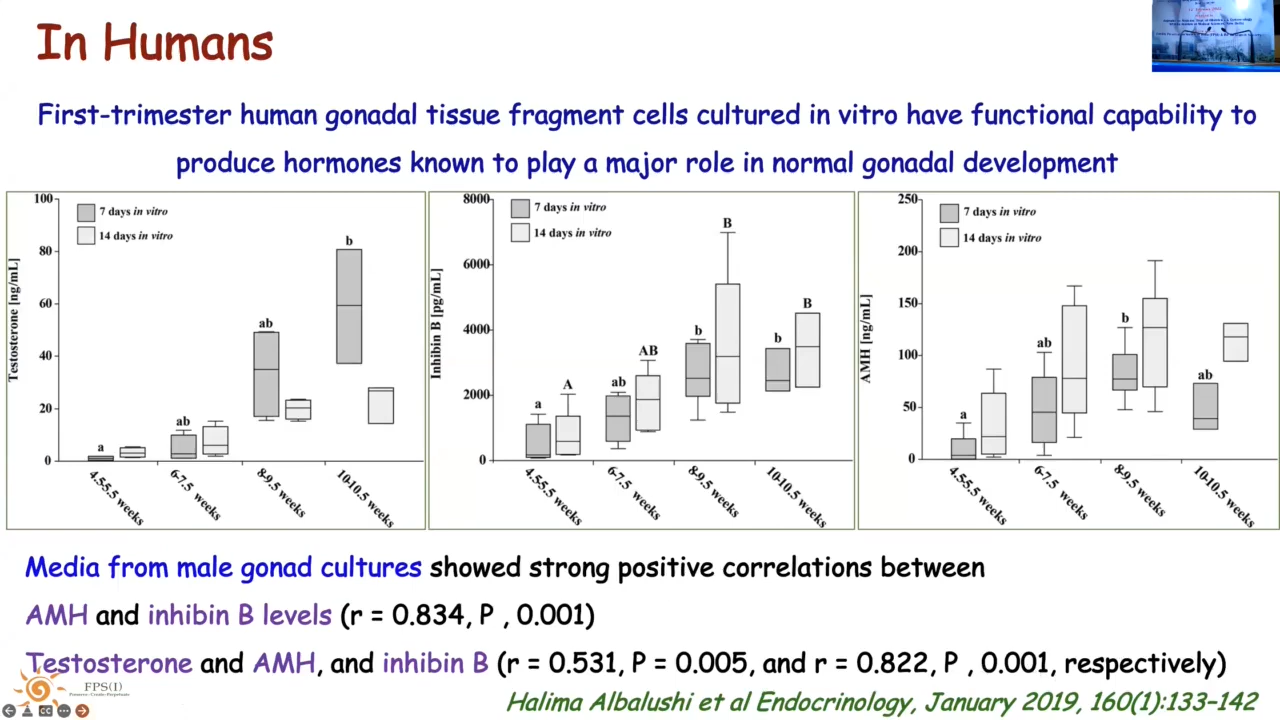 In Humans
First-trimester human gonadal tissue fragment cells cultured in vitro have functional capability to
produce hormones known to play a major role in normal gonadal development
100
80
60
40
20
0
Testosterone [ng/mL]
7 days in vitro
14 days in vitro
a
ab
ab
b
4.5-5.5 weeks
6-7.5 weeks
8-9.5 weeks
10-10.5 weeks
8000
6000
4000
2000
0
Inhibin B [pg/mL]
7 days in vitro
14 days in vitro
a
A
ab
AB
b
B
b
B
4.5-5.5 weeks
6-7.5 weeks
8-9.5 weeks
10-10.5 weeks
250
200
150
100
50
0
AMH [ng/mL]
7 days in vitro
14 days in vitro
a
ab
b
ab
4.5-5.5 weeks
6-7.5 weeks
8-9.5 weeks
10-10.5 weeks
Media from male gonad cultures showed strong positive correlations between
AMH and inhibin B levels (r = 0.834, P , 0.001)
Testosterone and AMH, and inhibin B (r = 0.531, P = 0.005, and r = 0.822, P , 0.001, respectively)
FPS(I)
Preserve-Create-Perpetuate
CC
Halima Albalushi et al Endocrinology, January 2019, 160(1):133–142